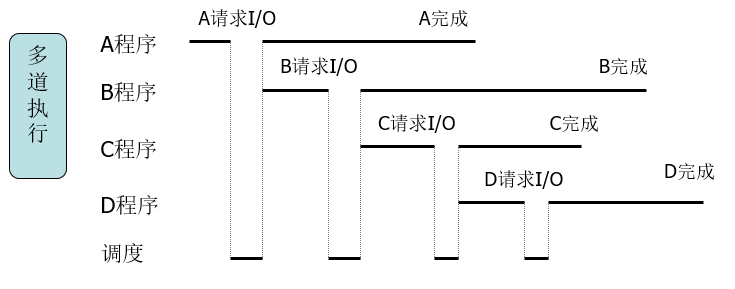 多
道
执
行
A请求I/O
A完成
A程序
B请求I/O
B完成
B程序
C请求I/O
C完成
C程序
D请求I/O
D完成
D程序
调度